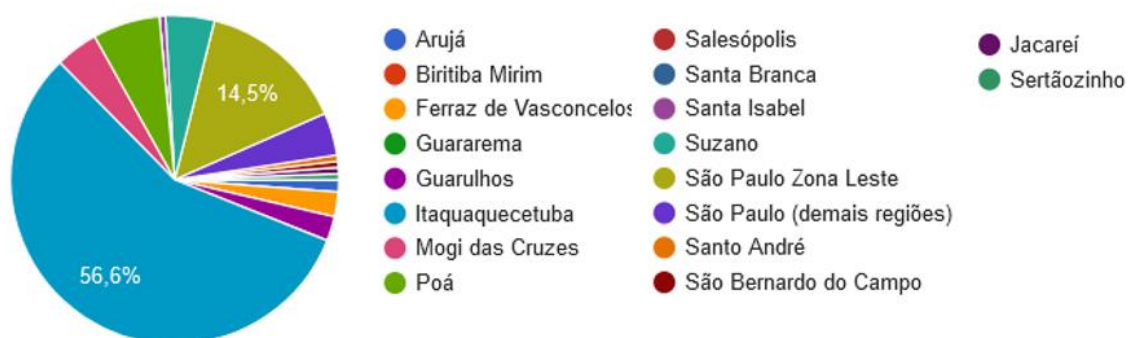 14,5%
56,6%
Arujá
Biritiba Mirim
Ferraz de Vasconcelos
Guararema
Guarulhos
Itaquaquecetuba
Mogi das Cruzes
Poá
Salesópolis
Santa Branca
Santa Isabel
Suzano
São Paulo Zona Leste
São Paulo (demais regiões)
Santo André
São Bernardo do Campo
Jacareí
Sertãozinho